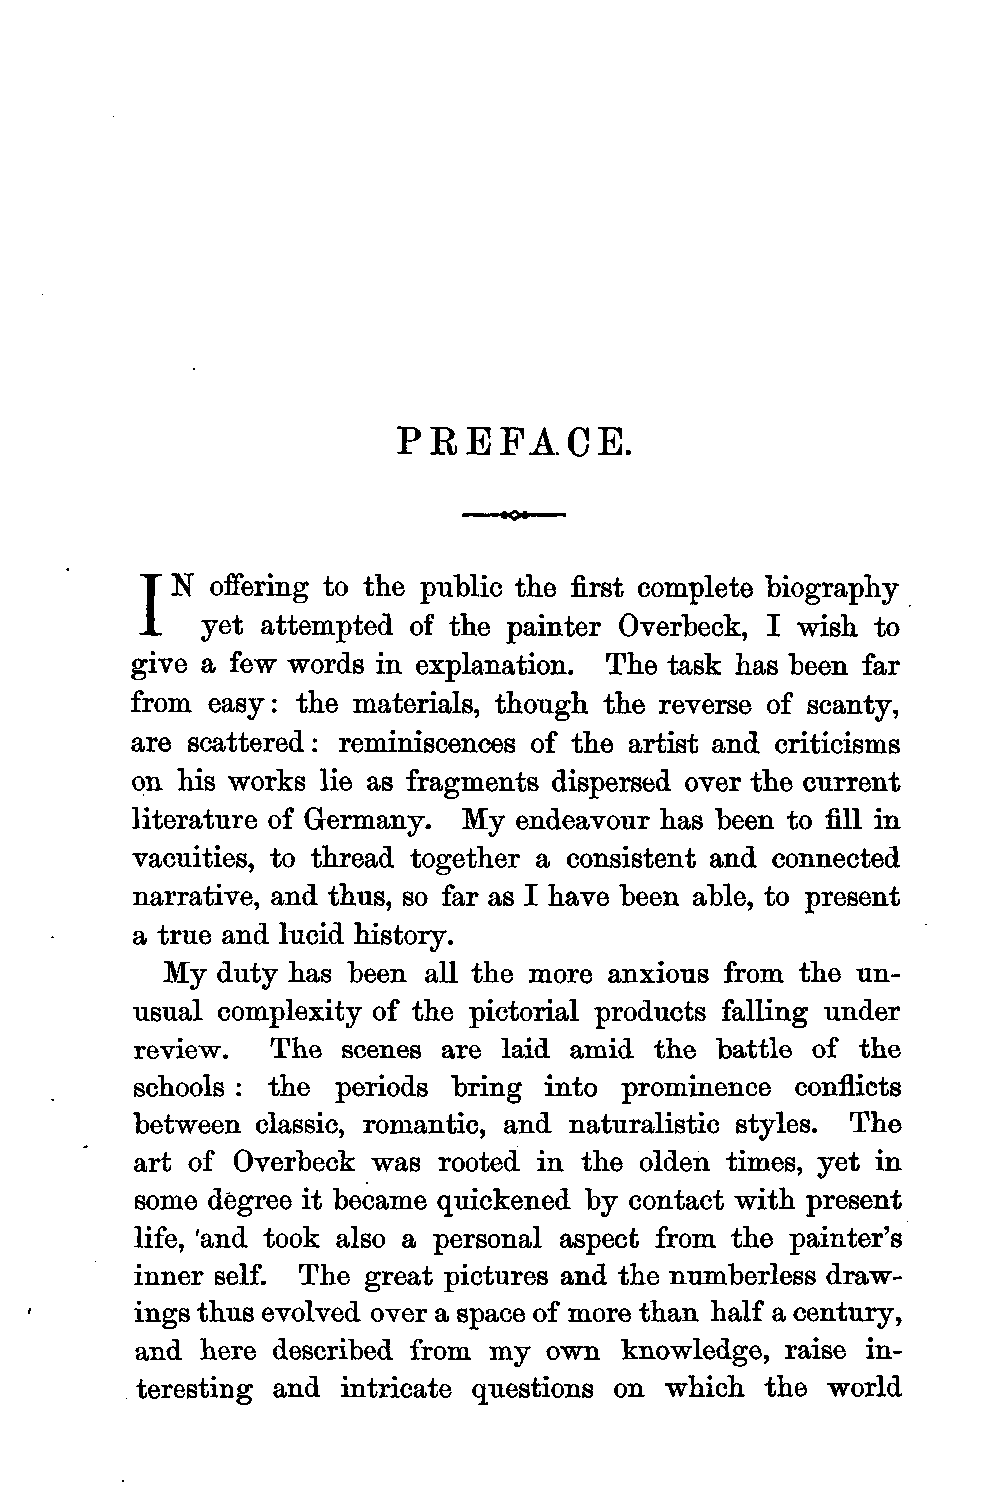 PREFACE.
IN offering to the public the first complete biography
yet attempted of the painter Overbeck, I wish to
give a few words in explanation. The task has been far
from easy: the materials, though the reverse of scanty,
are scattered: reminiscences of the artist and criticisms
on his works lie as fragments dispersed over the current
literature of Germany. My endeavour has been to fill in
vacuities, to thread together a consistent and connected
narrative, and thus, so far as I have been able, to present
a true and lucid history.
My duty has been all the more anxious from the un-
usual complexity of the pictorial products falling under
review. The scenes are laid amid the battle of the
schools: the periods bring into prominence conflicts
between classic, romantic, and naturalistic styles. The
art of Overbeck was rooted in the olden times, yet in
some degree it became quickened by contact with present
life, and took also a personal aspect from the painter's
inner self. The great pictures and the numberless draw-
ings thus evolved over a space of more than half a century,
and here described from my own knowledge, raise in-
teresting and intricate questions on which the world